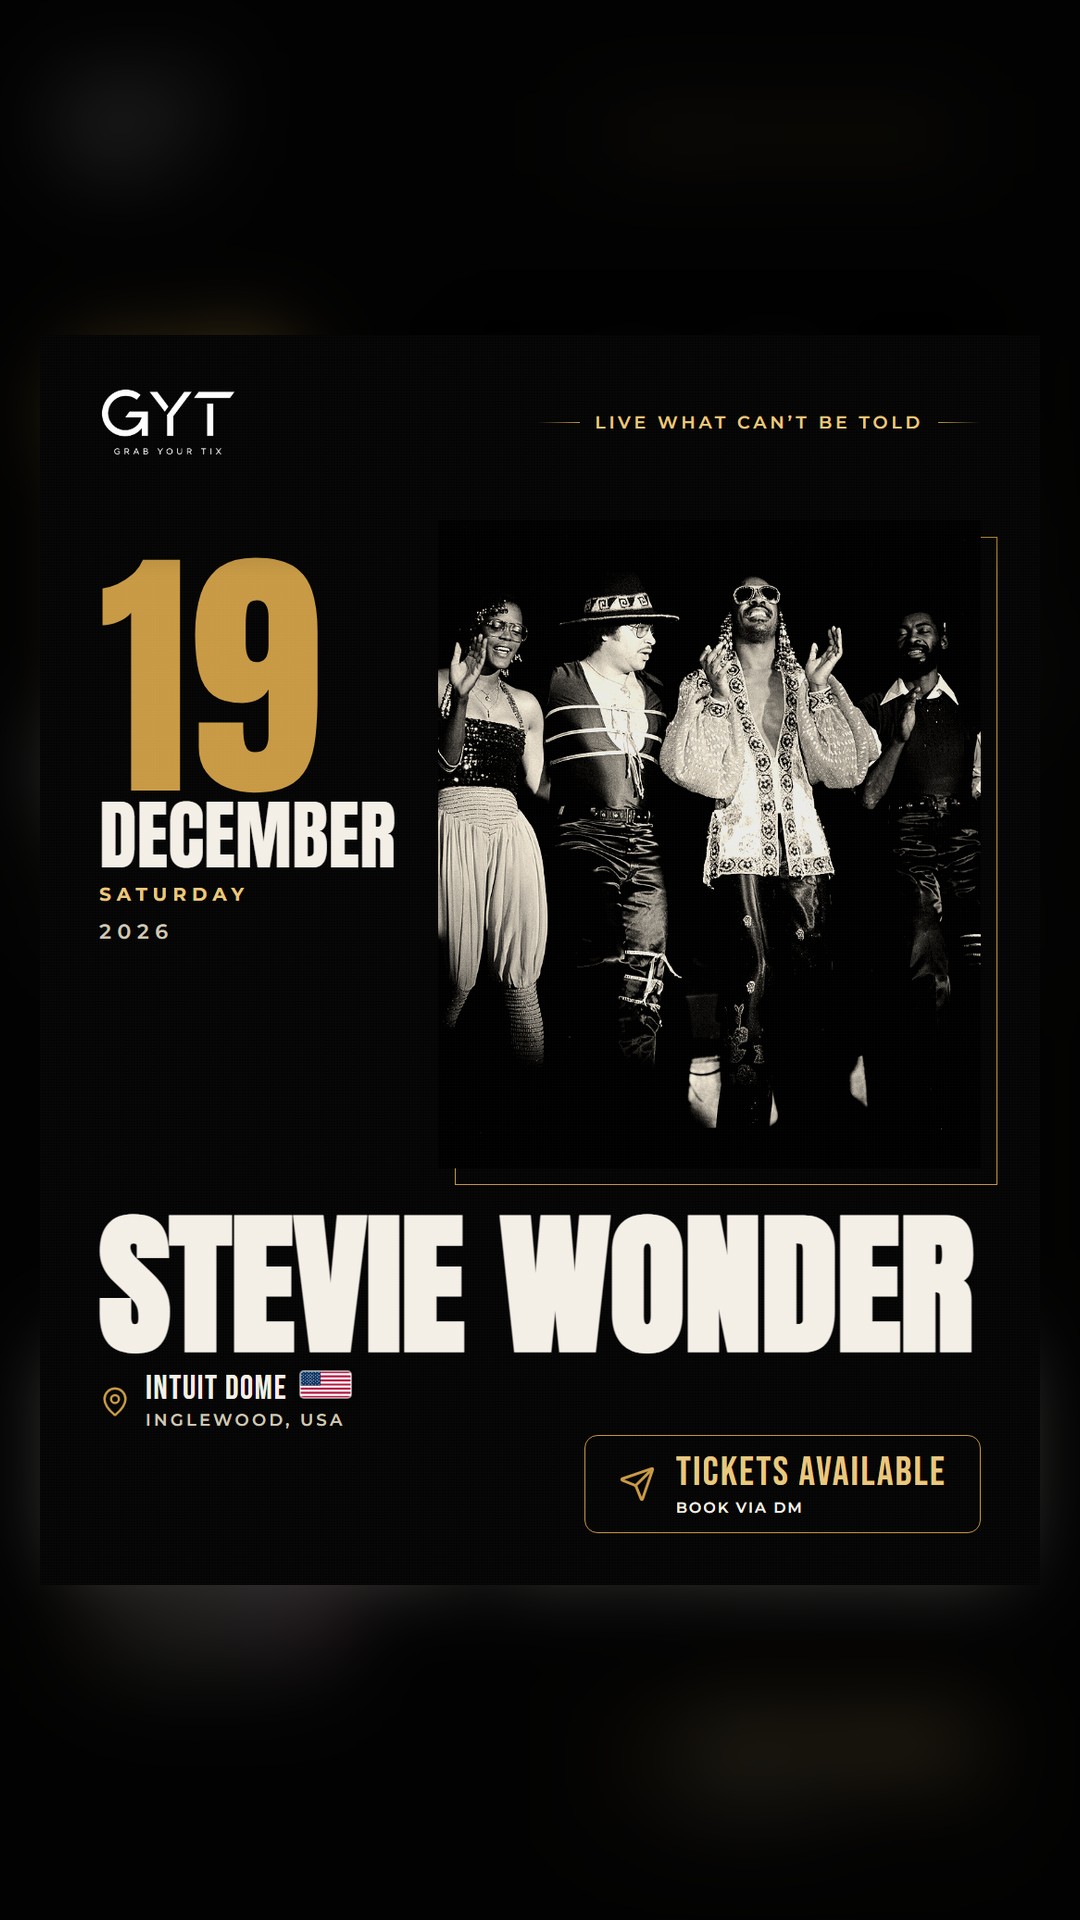 GYT
GRAB YOUR TIX
LIVE WHAT CAN’T BE TOLD
19
DECEMBER
SATURDAY
2026
STEVIE WONDER
INTUIT DOME
INGLEWOOD, USA
TICKETS AVAILABLE
BOOK VIA DM